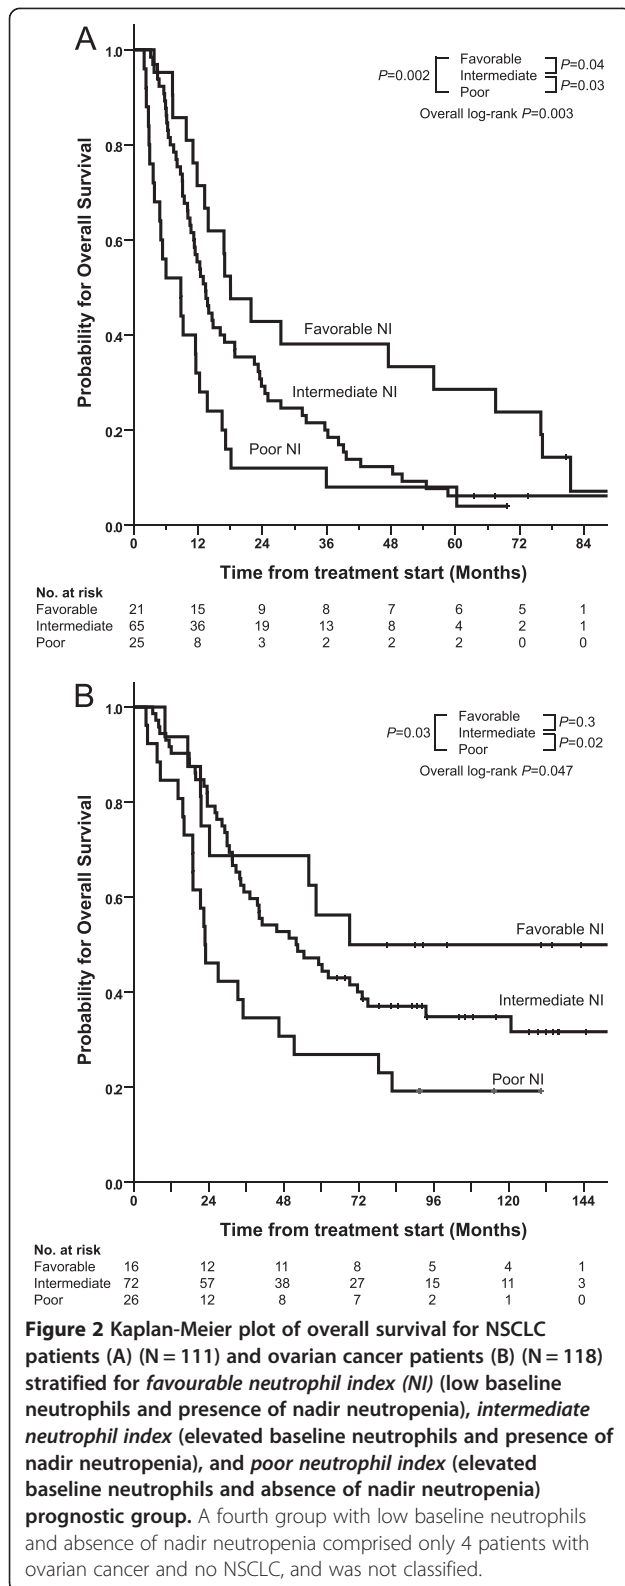 A
Probability for Overall Survival
1.0
0.8
0.6
0.4
0.2
0.0
P=0.002
Favorable
Intermediate
Poor
P=0.04
P=0.03
Overall log-rank P=0.003
Favorable NI
Intermediate NI
Poor NI
0 12 24 36 48 60 72 84
Time from treatment start (Months)
No. at risk
Favorable 21 15 9 8 7 6 5 1
Intermediate 65 36 19 13 8 4 2 1
Poor 25 8 3 2 2 2 0 0
B
Probability for Overall Survival
1.0
0.8
0.6
0.4
0.2
0.0
P=0.03
Favorable
Intermediate
Poor
P=0.3
P=0.02
Overall log-rank P=0.047
Favorable NI
Intermediate NI
Poor NI
0 24 48 72 96 120 144
Time from treatment start (Months)
No. at risk
Favorable 16 12 11 8 5 4 1
Intermediate 72 57 38 27 15 11 3
Poor 26 12 8 7 2 1 0
Figure 2 Kaplan-Meier plot of overall survival for NSCLC
patients (A) (N = 111) and ovarian cancer patients (B) (N = 118)
stratified for favourable neutrophil index (NI) (low baseline
neutrophils and presence of nadir neutropenia), intermediate
neutrophil index (elevated baseline neutrophils and presence of
nadir neutropenia), and poor neutrophil index (elevated
baseline neutrophils and absence of nadir neutropenia)
prognostic group. A fourth group with low baseline neutrophils
and absence of nadir neutropenia comprised only 4 patients with
ovarian cancer and no NSCLC, and was not classified.